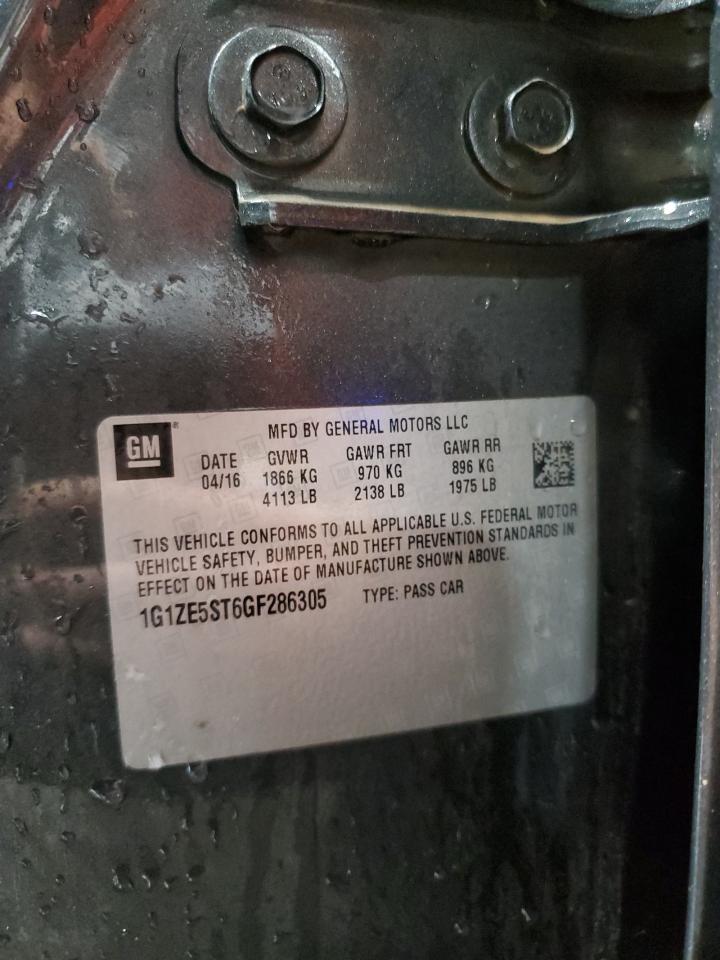 GM
MFD BY GENERAL MOTORS LLC
DATE GVWR GAWR FRT GAWR RR
04/16 1866 KG 970 KG 896 KG
4113 LB 2138 LB 1975 LB
THIS VEHICLE CONFORMS TO ALL APPLICABLE U.S. FEDERAL MOTOR
VEHICLE SAFETY, BUMPER, AND THEFT PREVENTION STANDARDS IN
EFFECT ON THE DATE OF MANUFACTURE SHOWN ABOVE.
1G1ZE5ST6GF286305 TYPE: PASS CAR